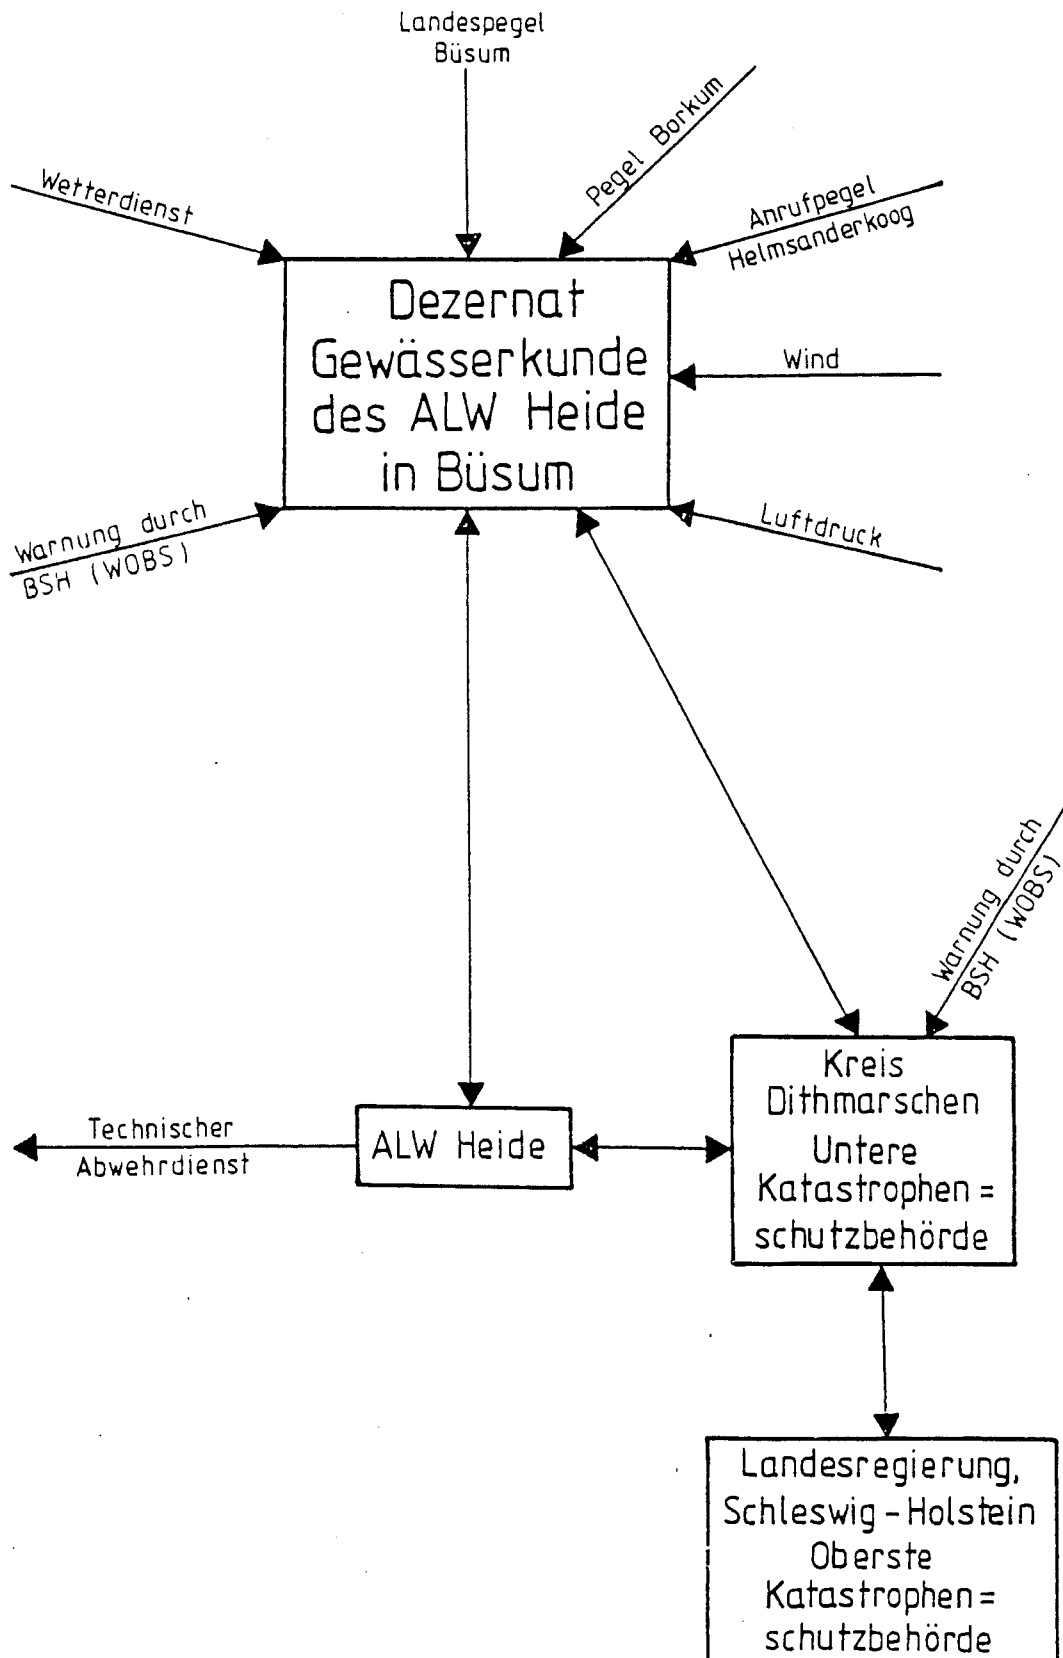 Landespegel
Büsum
Pegel Borkum
Wetterdienst
Anrufpegel
Helmsanderkoog
Dezernat
Gewässerkunde
des ALW Heide
in Büsum
Wind
Luftdruck
Warnung durch
BSH (WOBS)
Warnung durch
BSH (WOBS)
Technischer
Abwehrdienst
ALW Heide
Kreis
Dithmarschen
Untere
Katastrophen=
schutzbehörde
Landesregierung,
Schleswig-Holstein
Oberste
Katastrophen=
schutzbehörde